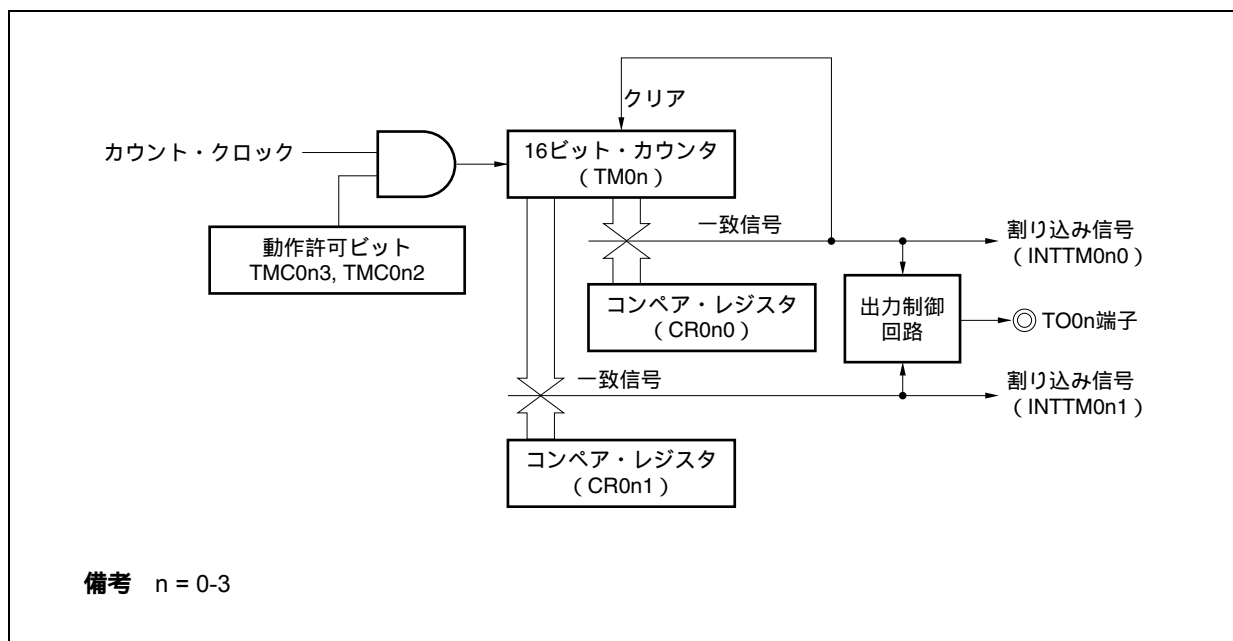 クリア
カウント・クロック
16ビット・カウンタ
（TM0n）
動作許可ビット
TMC0n3, TMC0n2
一致信号
割り込み信号
（INTTM0n0）
コンペア・レジスタ
（CR0n0）
出力制御
回路
TO0n端子
一致信号
割り込み信号
（INTTM0n1）
コンペア・レジスタ
（CR0n1）
備考 n = 0-3